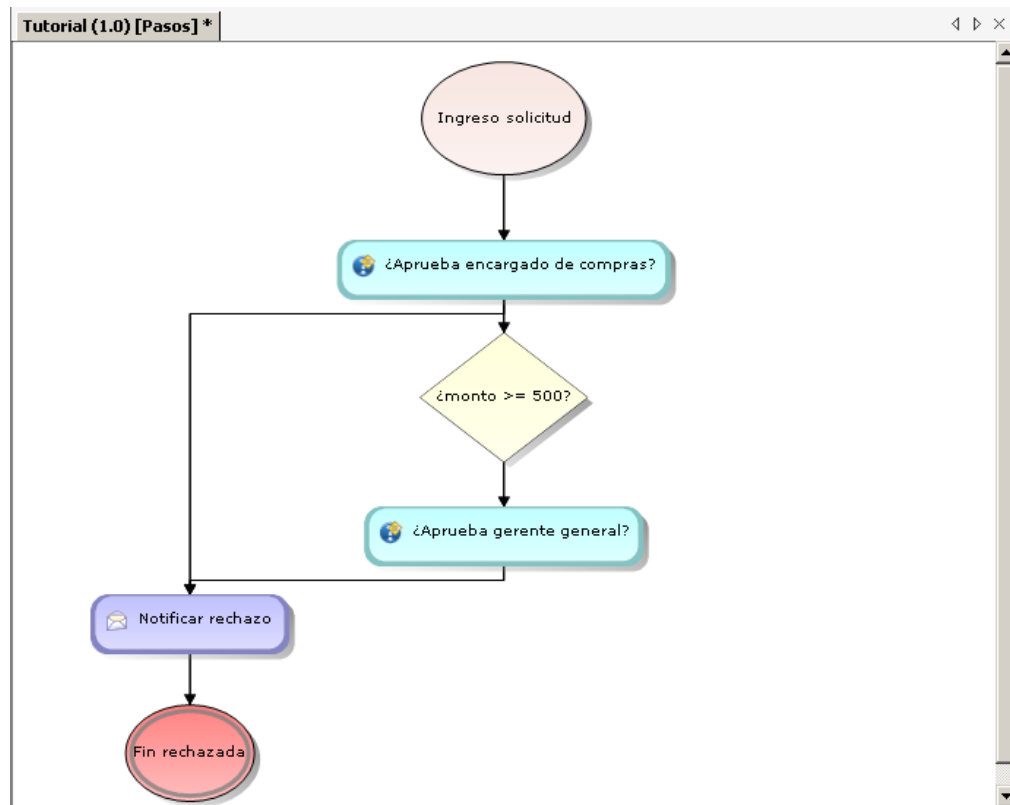 Tutorial (1.0) [Pasos] *
Ingreso solicitud
¿Aprueba encargado de compras?
¿monto >= 500?
¿Aprueba gerente general?
Notificar rechazo
Fin rechazada